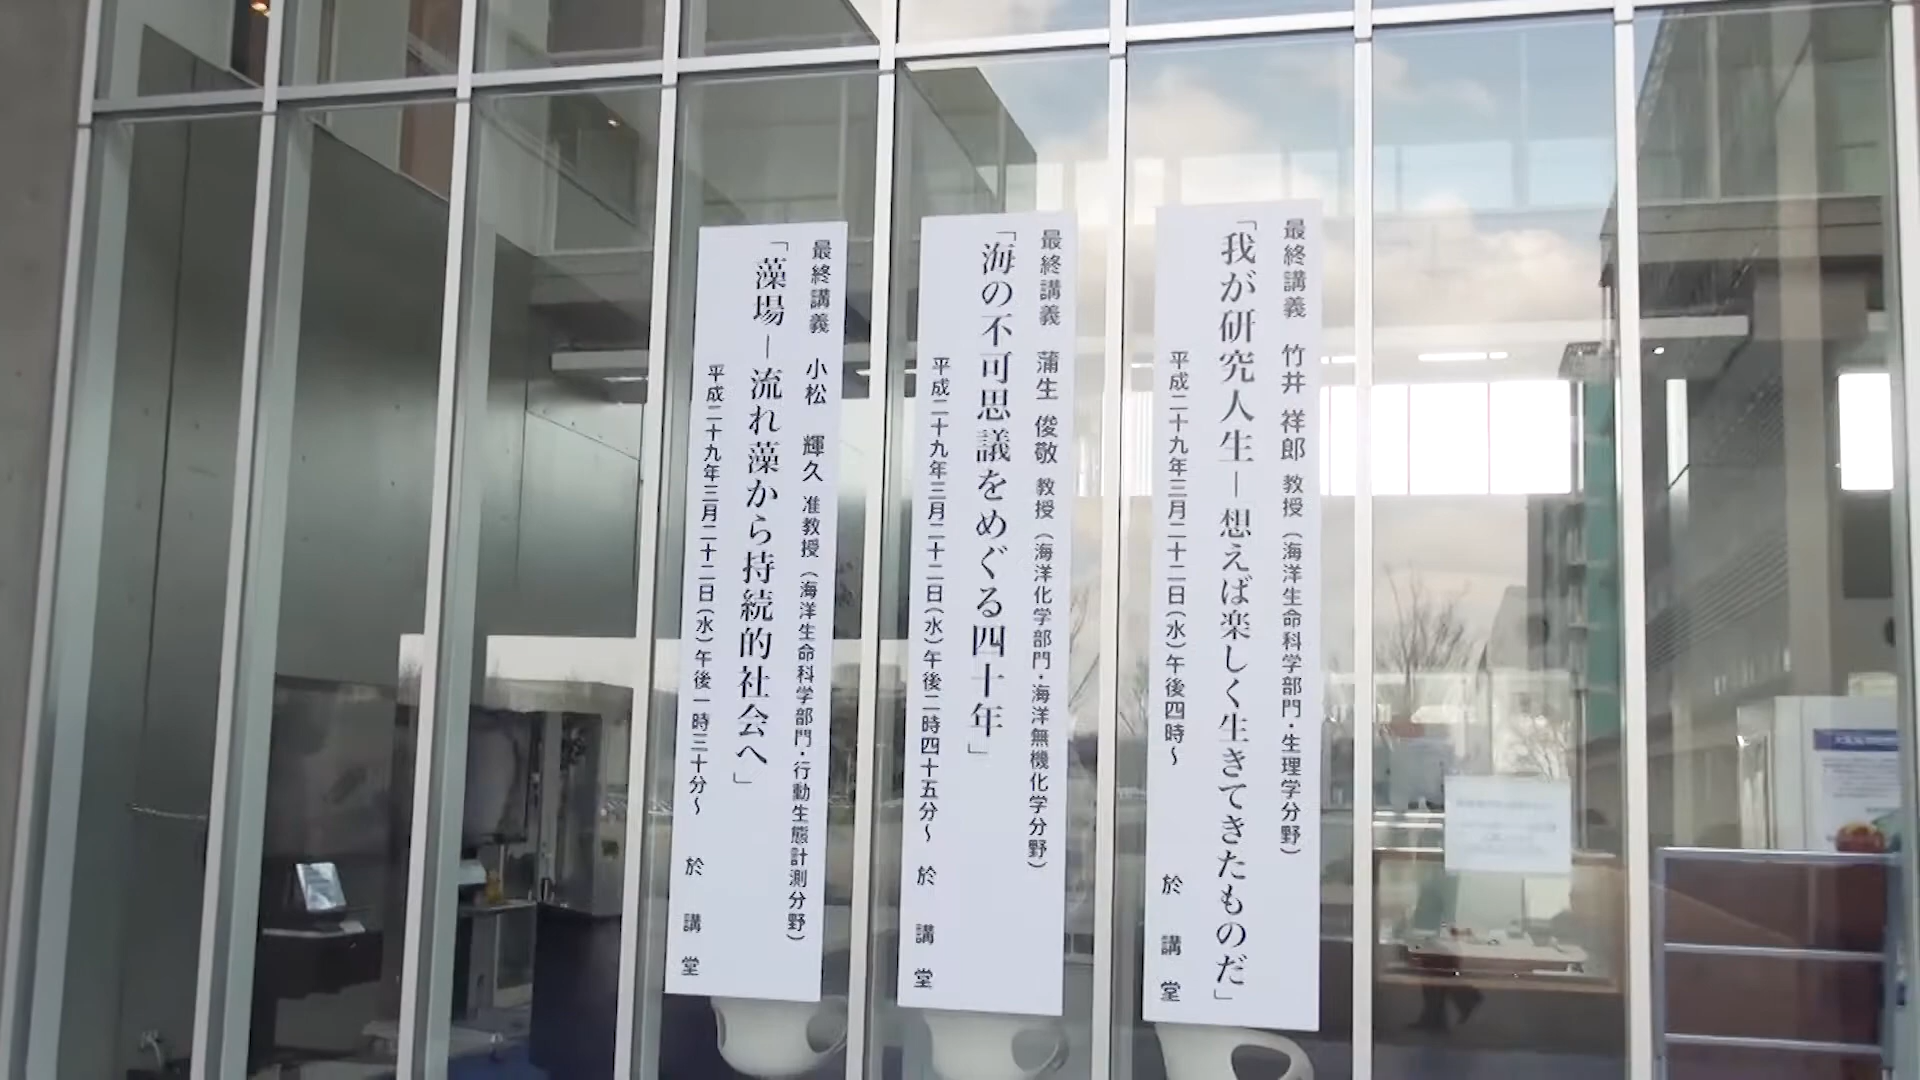 最終講義 竹井 祥郎 教授（海洋生命科学部門・生理学分野）
「我が研究人生―想えば楽しく生きてきたものだ」
平成二十九年三月二十二日（水）午後四時～ 於 講 堂
最終講義 蒲生 俊敬 教授（海洋化学部門・海洋無機化学分野）
「海の不可思議をめぐる四十年」
平成二十九年三月二十二日（水）午後二時四十五分～ 於 講 堂
最終講義 小松 輝久 准教授（海洋生命科学部門・行動生態計測分野）
「藻場―流れ藻から持続的社会へ」
平成二十九年三月二十二日（水）午後一時三十分～ 於 講 堂